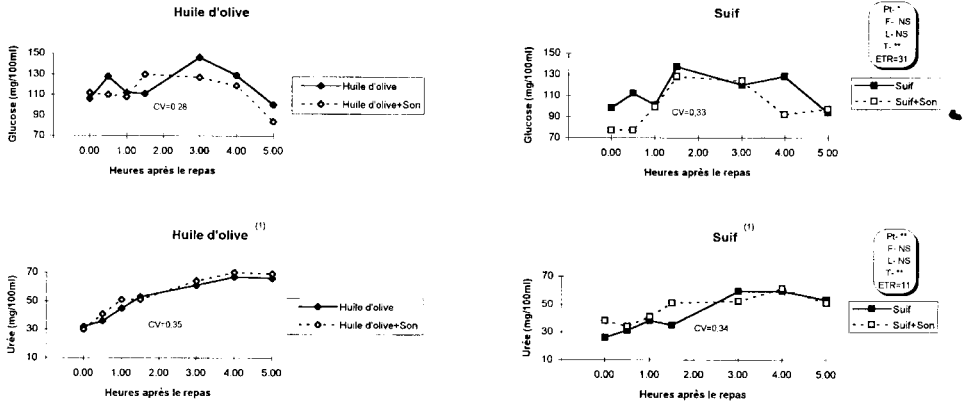 Huile d'olive
Glucose (mg/100ml)
150
130
110
90
70
CV=0.28
0.00 1.00 2.00 3.00 4.00 5.00
Heures après le repas
Huile d'olive
Huile d'olive+Son
Suif
Glucose (mg/100ml)
150
130
110
90
70
CV=0,33
0.00 1.00 2.00 3.00 4.00 5.00
Heures après le repas
Pt- *
F- NS
L- NS
T- **
ETR=31
Suif
Suif+Son
Huile d'olive (1)
Urée (mg/100ml)
70
50
30
10
CV=0.35
0.00 1.00 2.00 3.00 4.00 5.00
Heures après le repas
Huile d'olive
Huile d'olive+Son
Suif (1)
Urée (mg/100ml)
70
50
30
10
CV=0,34
0.00 1.00 2.00 3.00 4.00 5.00
Heures après le repas
Pt- **
F- NS
L- NS
T- **
ETR=11
Suif
Suif+Son